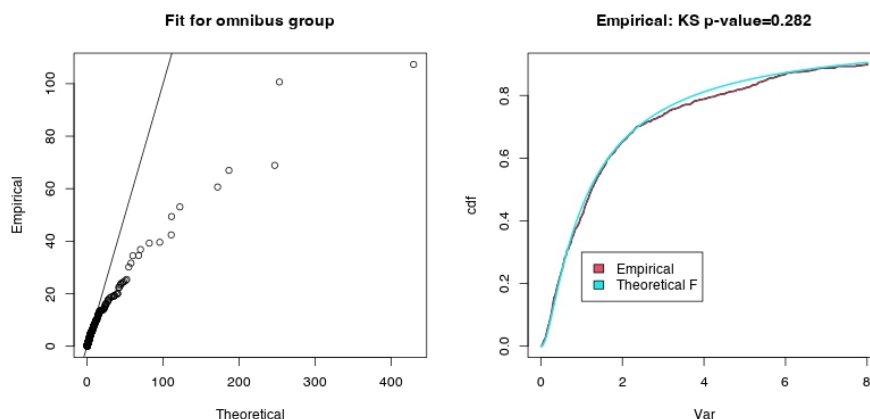 Fit for omnibus group
Empirical
0 20 40 60 80 100
0 100 200 300 400
Theoretical
Empirical: KS p-value=0.282
cdf
0.0 0.2 0.4 0.6 0.8
Empirical
Theoretical F
0 2 4 6 8
Var